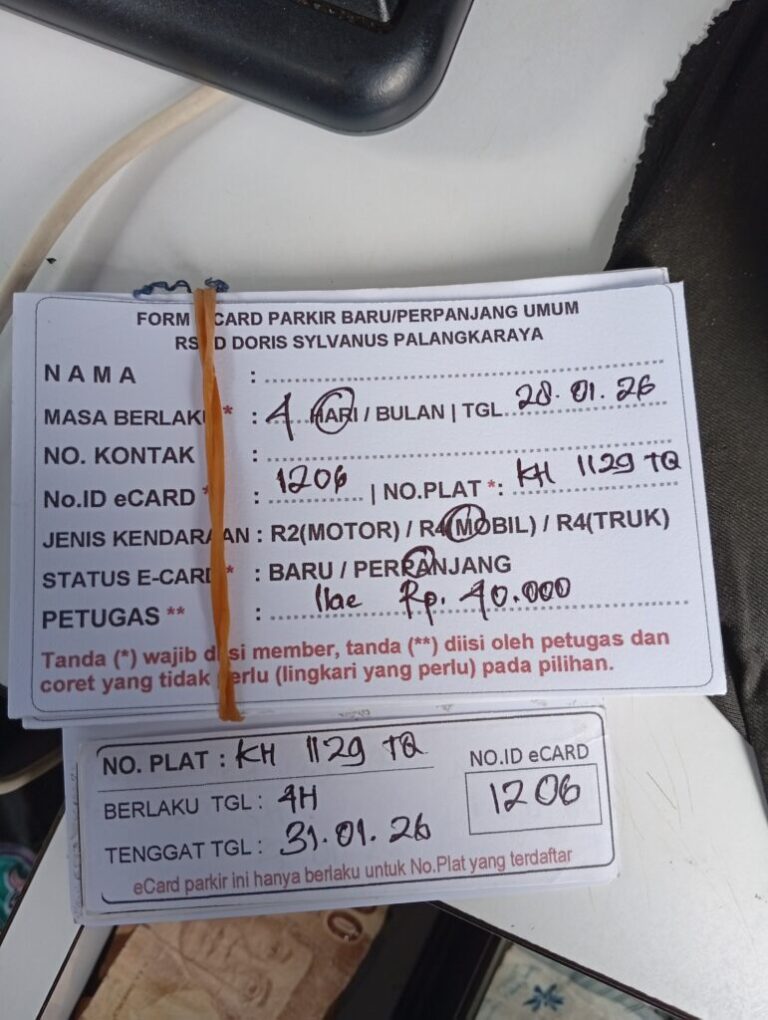 FORM CARD PARKIR BARU/PERPANJANG UMUM
RS D DORIS SYLVANUS PALANGKARAYA
N A M A :
MASA BERLAK * : 4 HARI / BULAN | TGL. 28.01.26
NO. KONTAK :
No.ID eCARD * : 1206 | NO.PLAT *: KH 1129 TQ
JENIS KENDARAAN : R2(MOTOR) / R4(MOBIL) / R4(TRUK)
STATUS E-CARD * : BARU / PERPANJANG
PETUGAS ** : Rp. 40.000
Tanda (*) wajib d si member, tanda (**) diisi oleh petugas dan
coret yang tidak erlu (lingkari yang perlu) pada pilihan.
NO. PLAT : KH 1129 TQ
NO.ID eCARD
BERLAKU TGL : 4H
1206
TENGGAT TGL : 31.01.26
eCard parkir ini hanya berlaku untuk No.Plat yang terdaftar